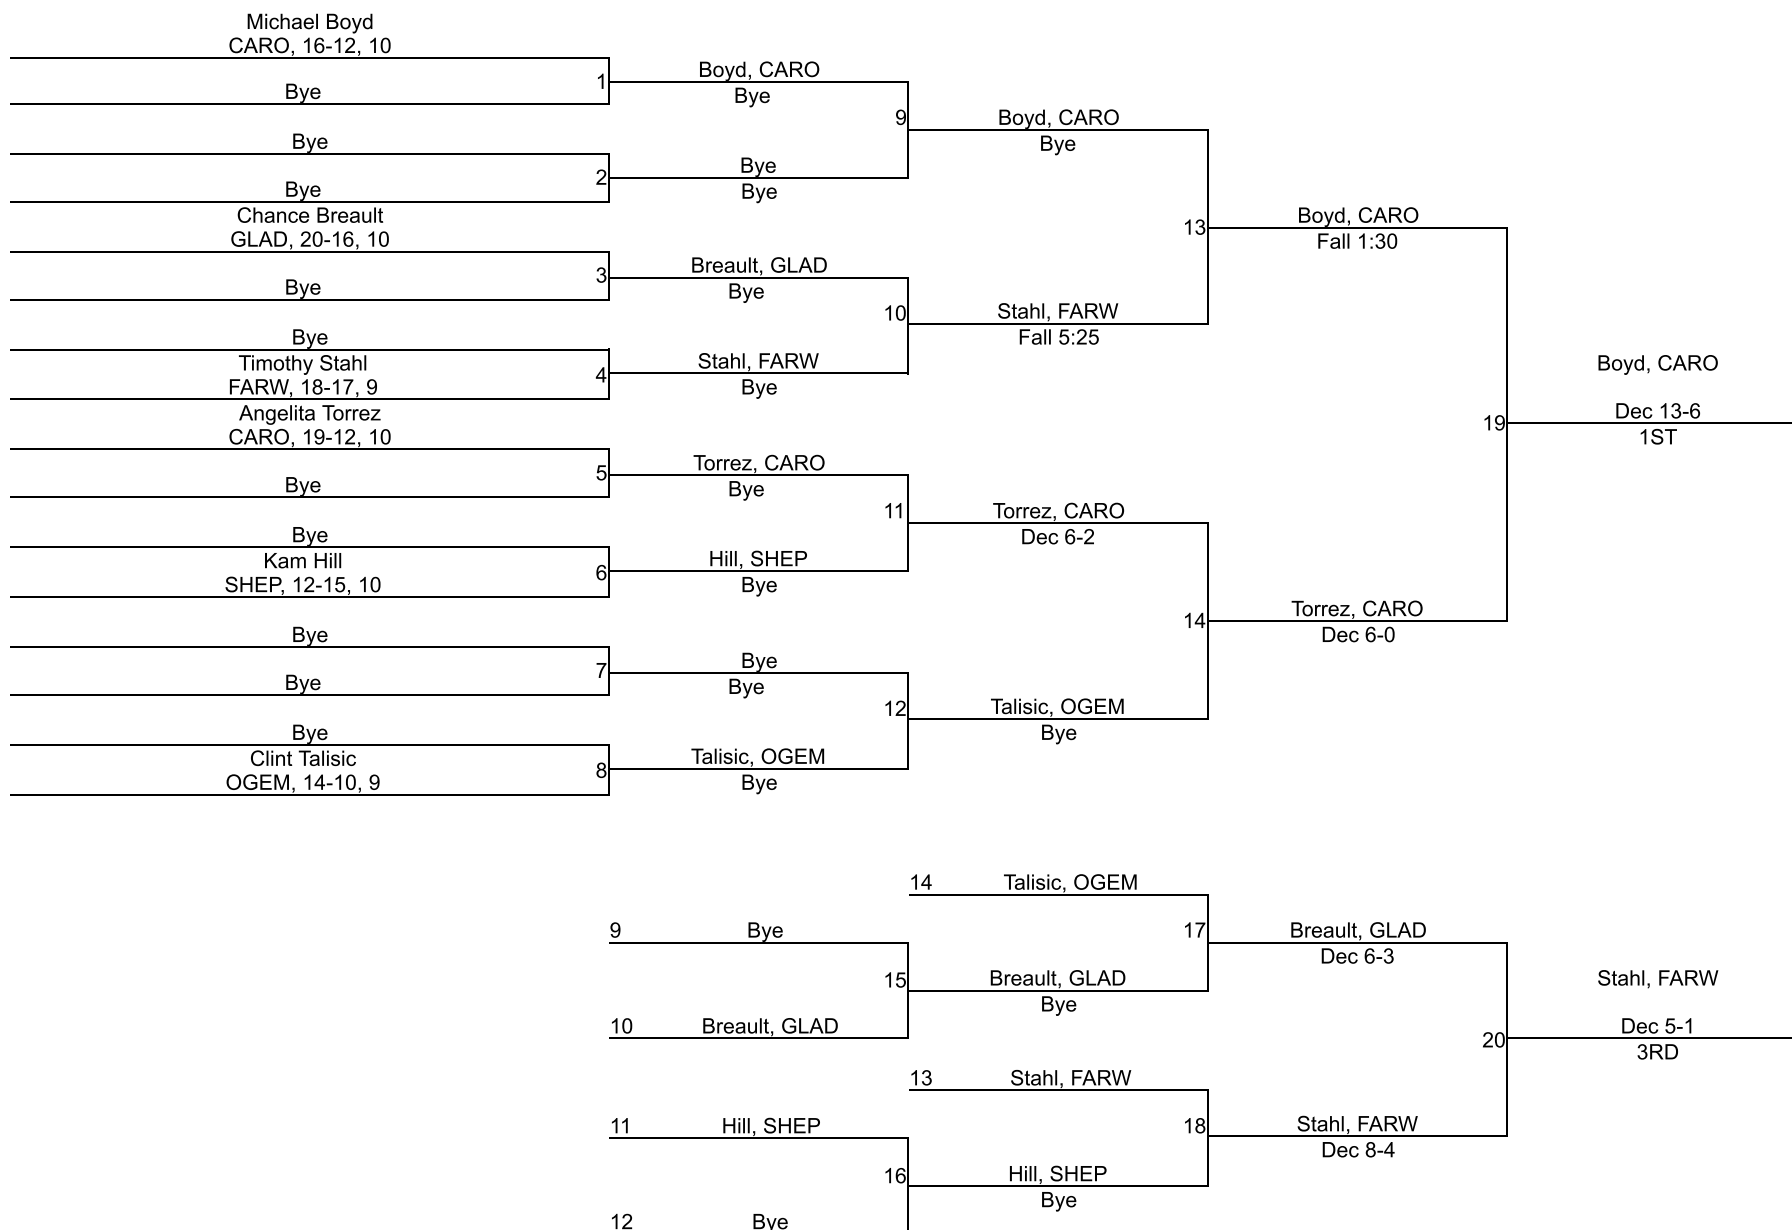 Michael Boyd
CARO, 16-12, 10
Bye
1
Bye
Bye
2
Chance Breault
GLAD, 20-16, 10
Bye
3
Bye
Timothy Stahl
FARW, 18-17, 9
4
Angelita Torrez
CARO, 19-12, 10
Bye
5
Bye
Kam Hill
SHEP, 12-15, 10
6
Bye
Bye
7
Bye
Clint Talisic
OGEM, 14-10, 9
8
Boyd, CARO
Bye
9
Bye
Bye
Breault, GLAD
Bye
10
Stahl, FARW
Bye
Torrez, CARO
Bye
11
Hill, SHEP
Bye
Bye
Bye
12
Talisic, OGEM
Bye
Boyd, CARO
Bye
13
Stahl, FARW
Fall 5:25
Torrez, CARO
Dec 6-2
14
Talisic, OGEM
Bye
Boyd, CARO
Fall 1:30
19
Torrez, CARO
Dec 6-0
Boyd, CARO
Dec 13-6
1ST
14 Talisic, OGEM
9 Bye
17
15
Breault, GLAD
Bye
10 Breault, GLAD
Breault, GLAD
Dec 6-3
13 Stahl, FARW
11 Hill, SHEP
18
16
Hill, SHEP
Bye
12 Bye
Stahl, FARW
Dec 8-4
20
Stahl, FARW
Dec 5-1
3RD